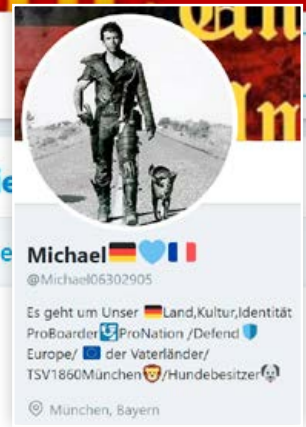 Michael
@Michael06302905
Es geht um Unser 🇩🇪Land,Kultur,Identität
ProBoarder🛃ProNation /Defend🛡
Europe/ 🇪🇺 der Vaterländer/
TSV1860München🦁/Hundebesitzer🐶
München, Bayern